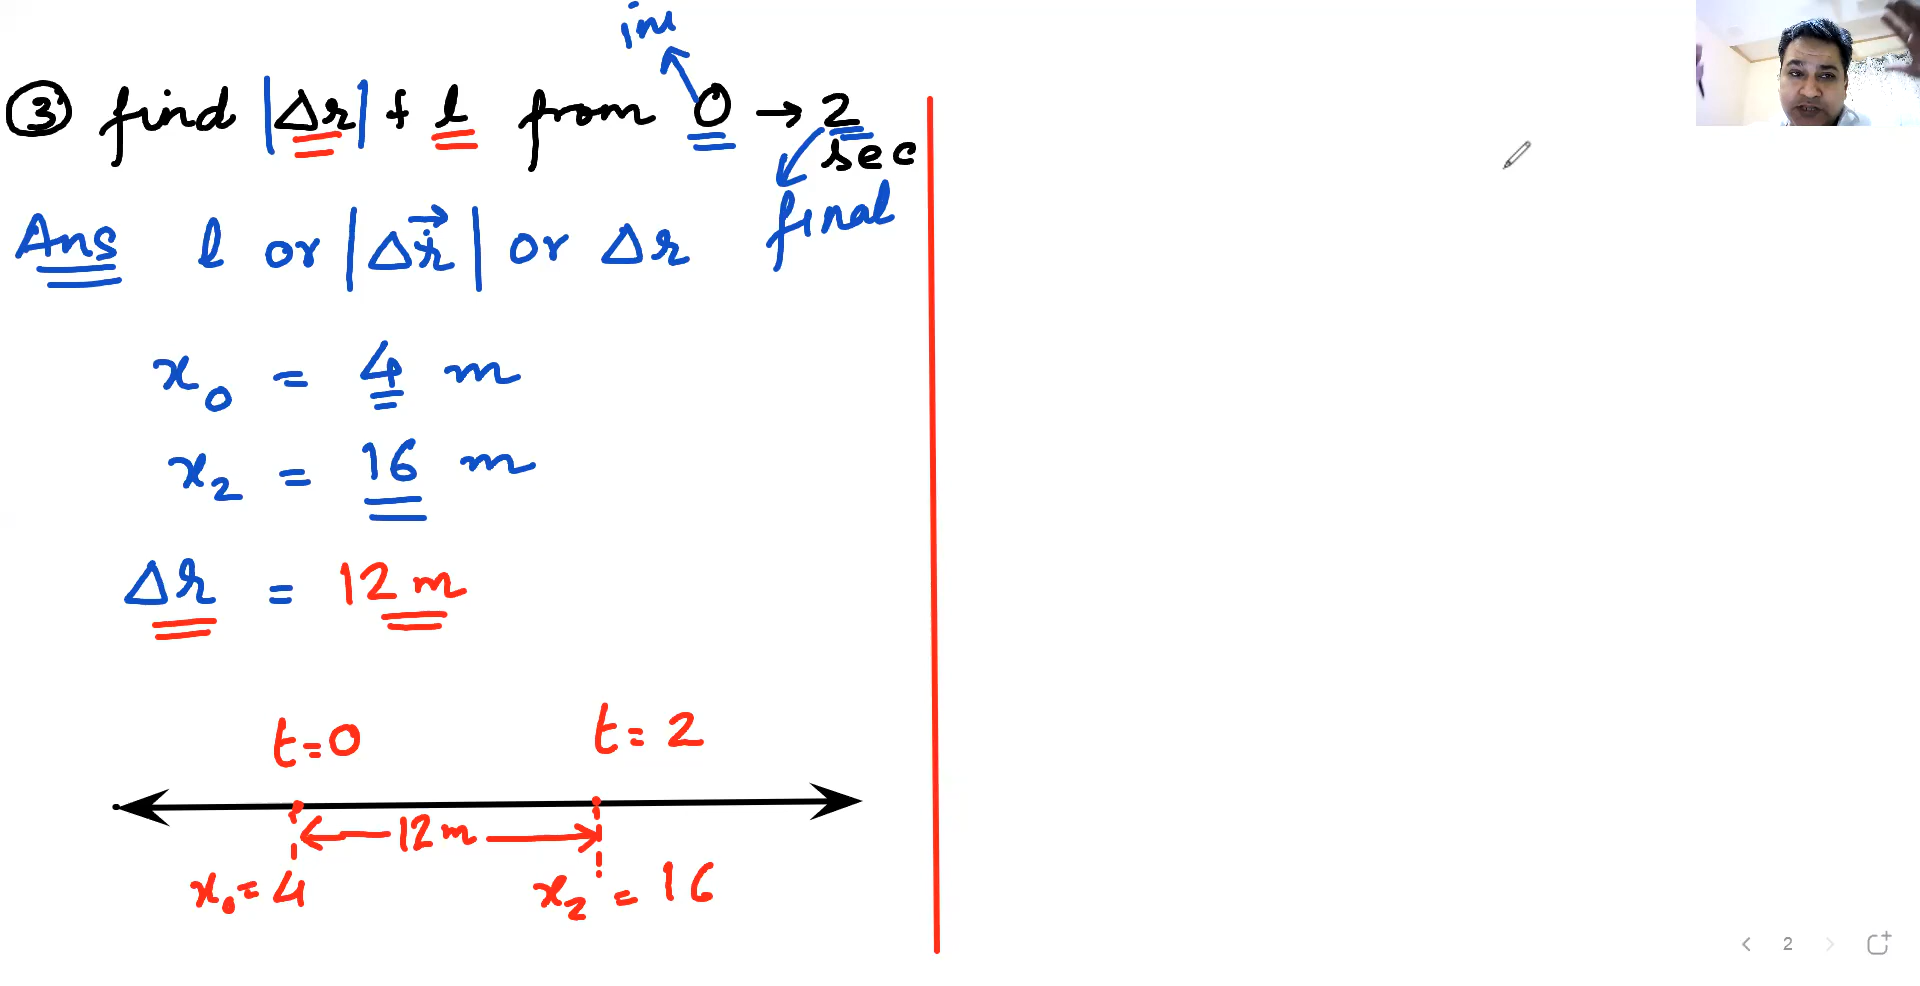 ini
③ find |Δr| & l from 0 → 2
sec
final
Ans l or |Δr⃗| or Δr
x₀ = 4 m
x₂ = 16 m
Δr = 12 m
t=0 t= 2
12m
x₀= 4 x₂ = 16
2